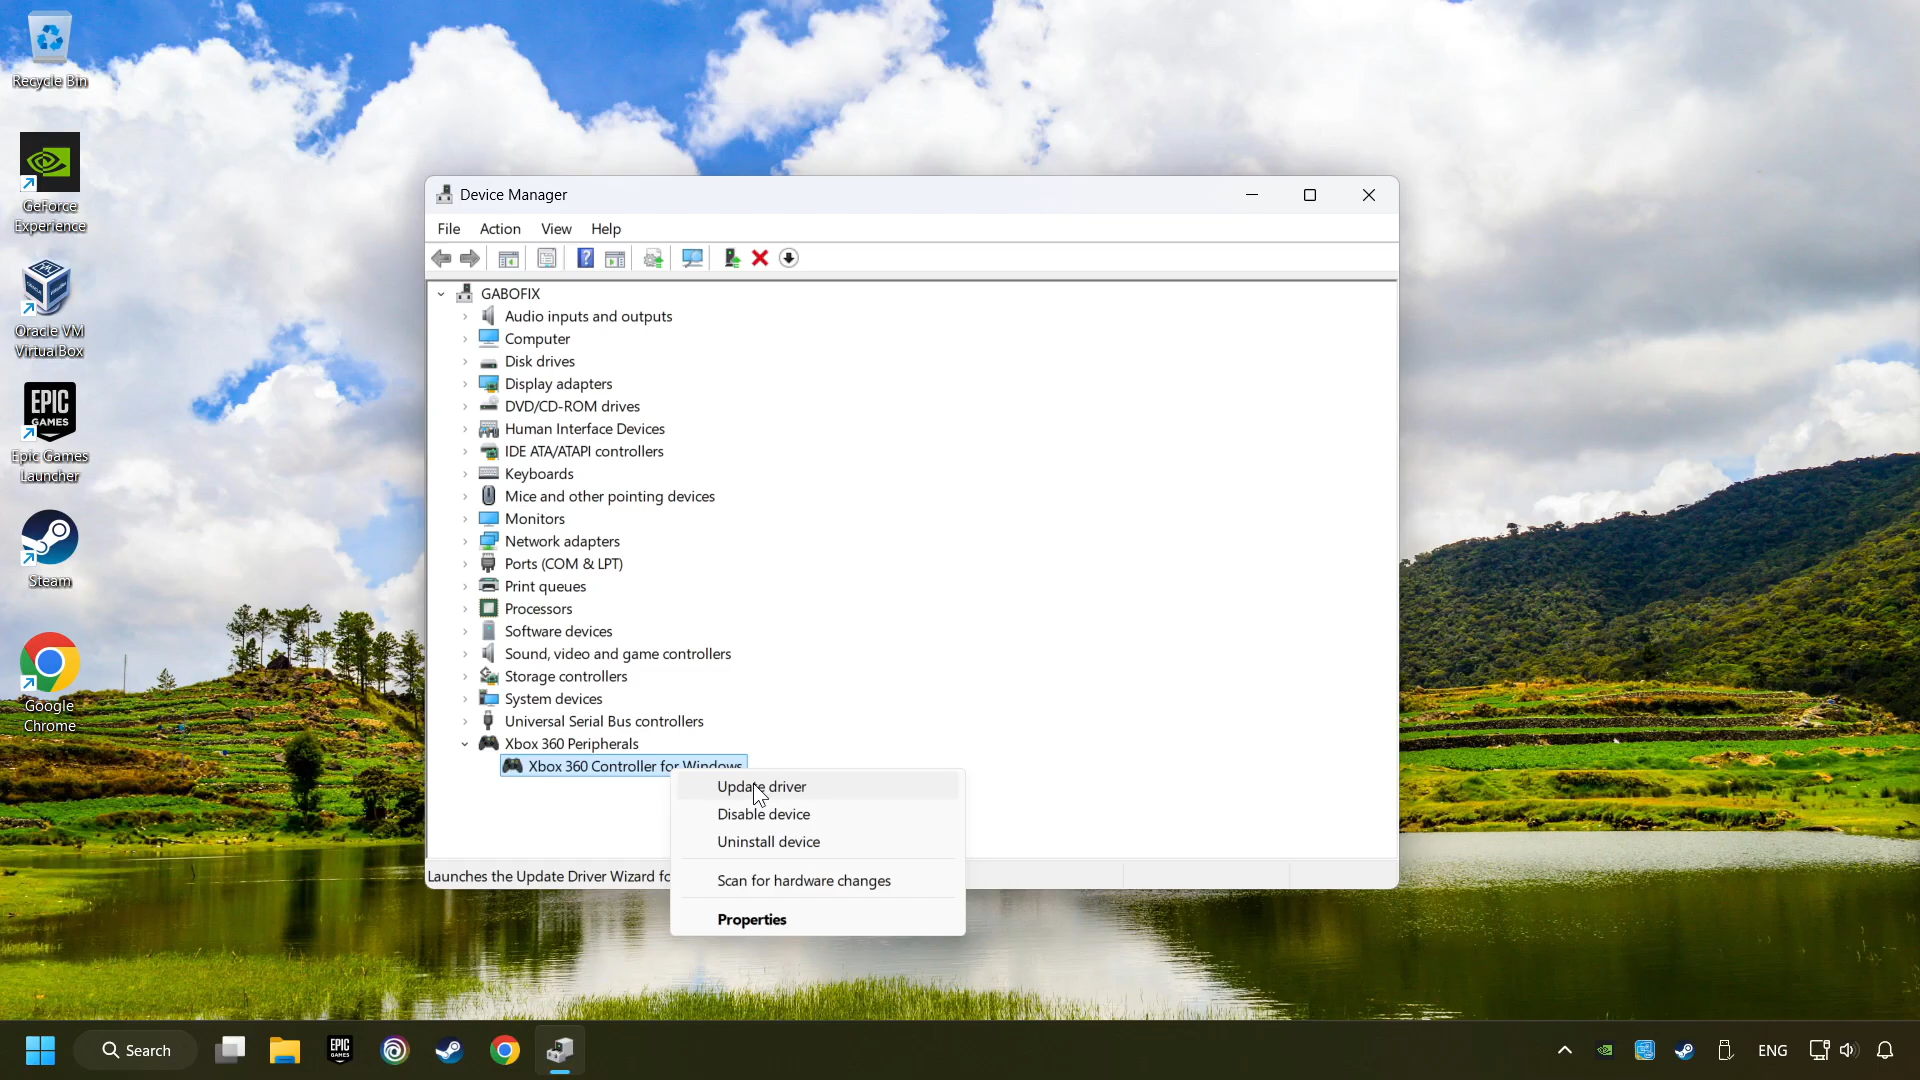 Recycle Bin
GeForce
Experience
Oracle VM
VirtualBox
EPIC
GAMES
Epic Games
Launcher
Steam
Google
Chrome
Device Manager
File
Action
View
Help
GABOFIX
Audio inputs and outputs
Computer
Disk drives
Display adapters
DVD/CD-ROM drives
Human Interface Devices
IDE ATA/ATAPI controllers
Keyboards
Mice and other pointing devices
Monitors
Network adapters
Ports (COM & LPT)
Print queues
Processors
Software devices
Sound, video and game controllers
Storage controllers
System devices
Universal Serial Bus controllers
Xbox 360 Peripherals
Xbox 360 Controller for Windows
Update driver
Disable device
Uninstall device
Scan for hardware changes
Properties
Launches the Update Driver Wizard fo
Search
EPIC
GAMES
ENG